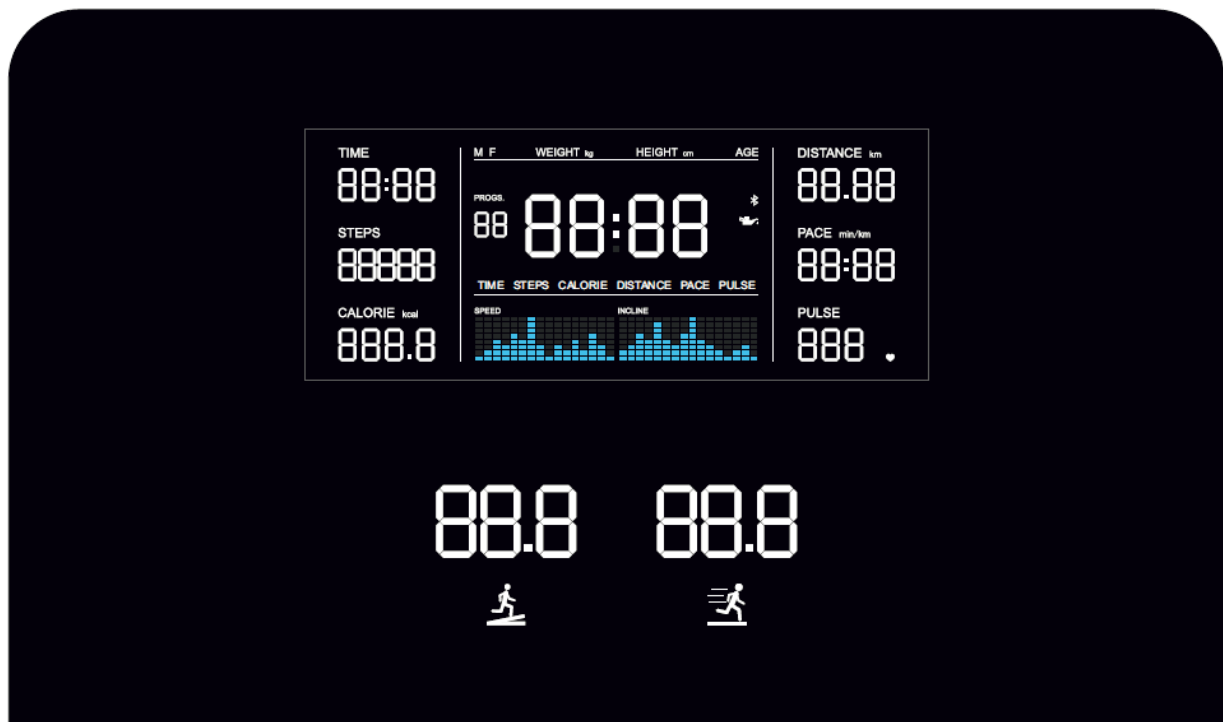 TIME
88:88
STEPS
88888
CALORIE kcal
888.8
M F WEIGHT kg HEIGHT cm AGE
PROGS.
88
88:88
TIME STEPS CALORIE DISTANCE PACE PULSE
SPEED INCLINE
DISTANCE km
88.88
PACE min/km
88:88
PULSE
888
88.8 88.8